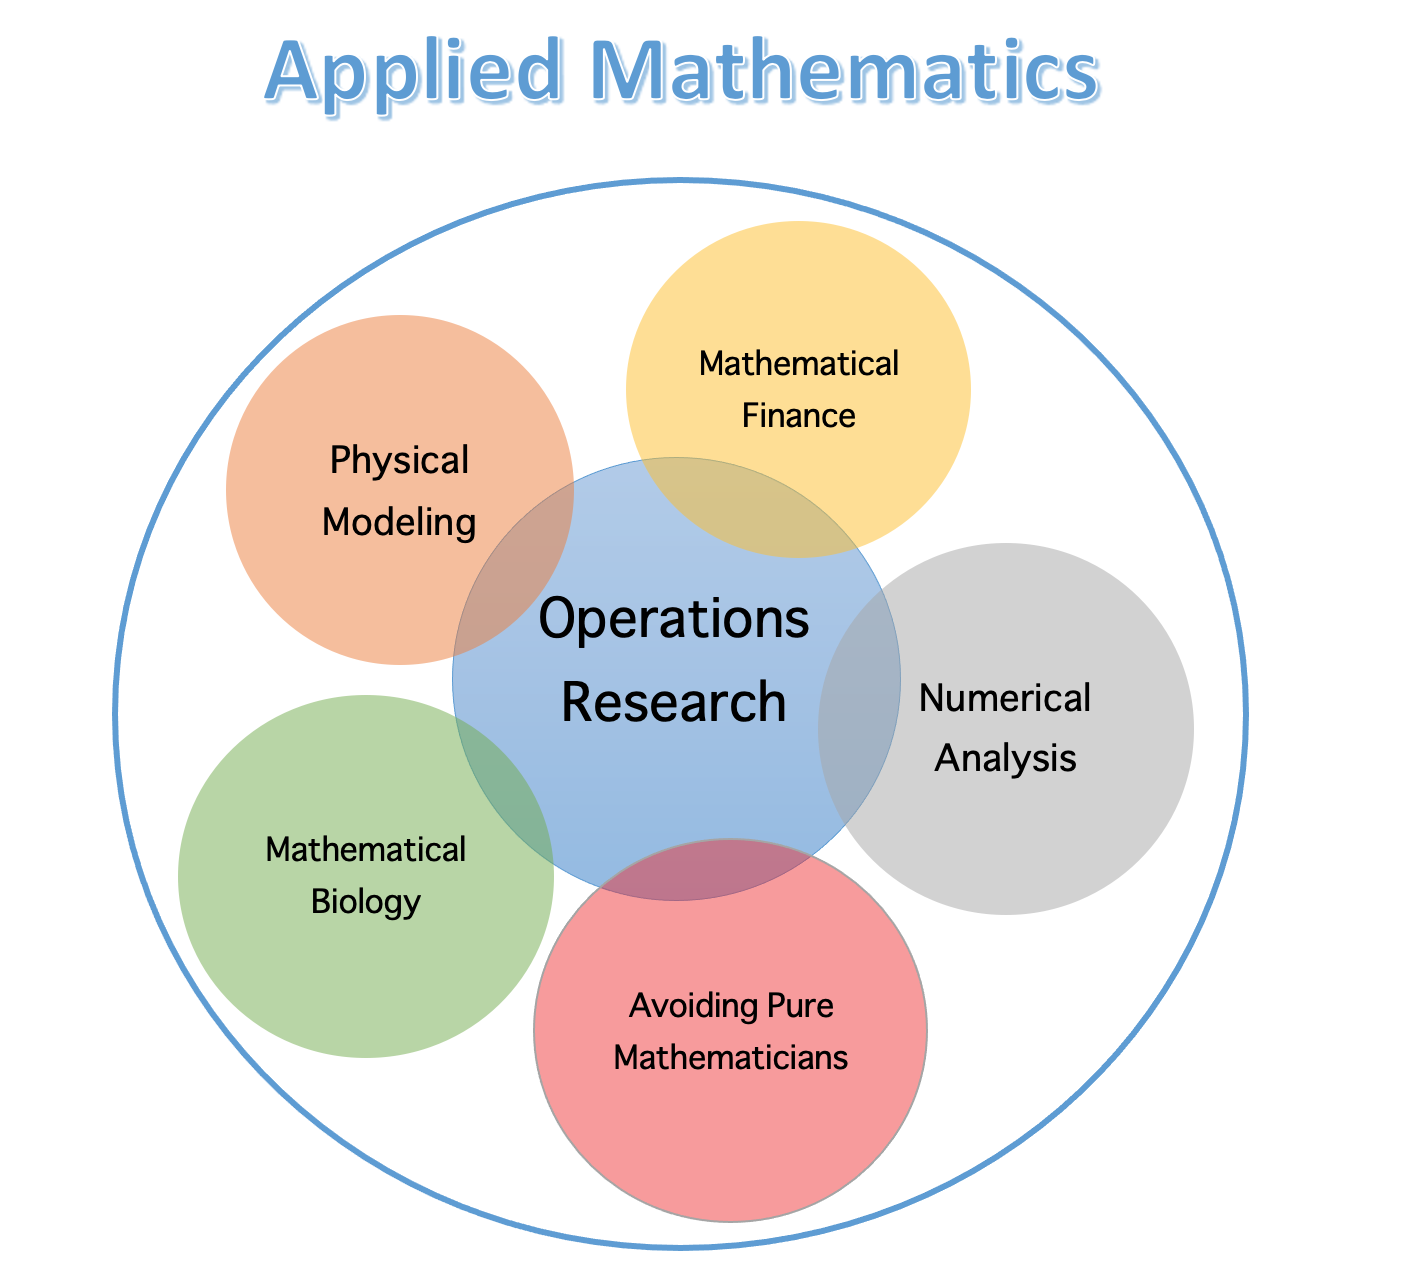 Applied Mathematics
Mathematical
Finance
Physical
Modeling
Operations
Research
Numerical
Analysis
Mathematical
Biology
Avoiding Pure
Mathematicians